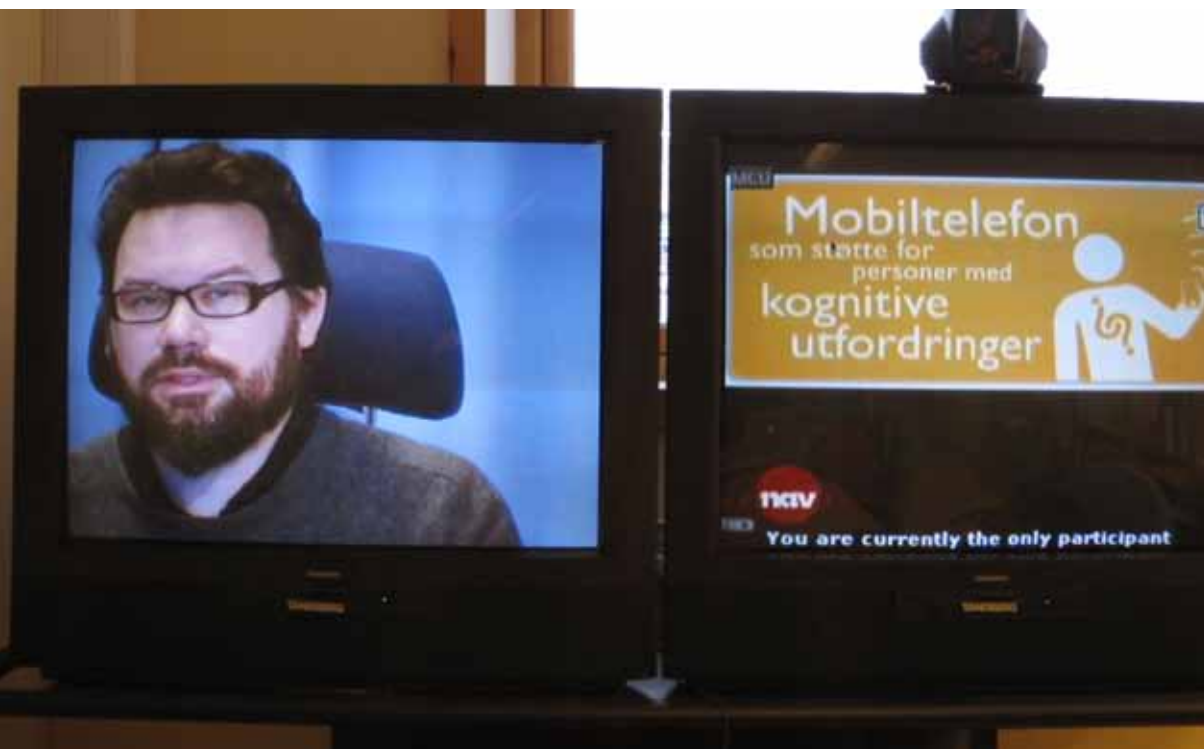 Mobiltelefon
som støtte for
personer med
kognitive
utfordringer
nav
You are currently the only participant